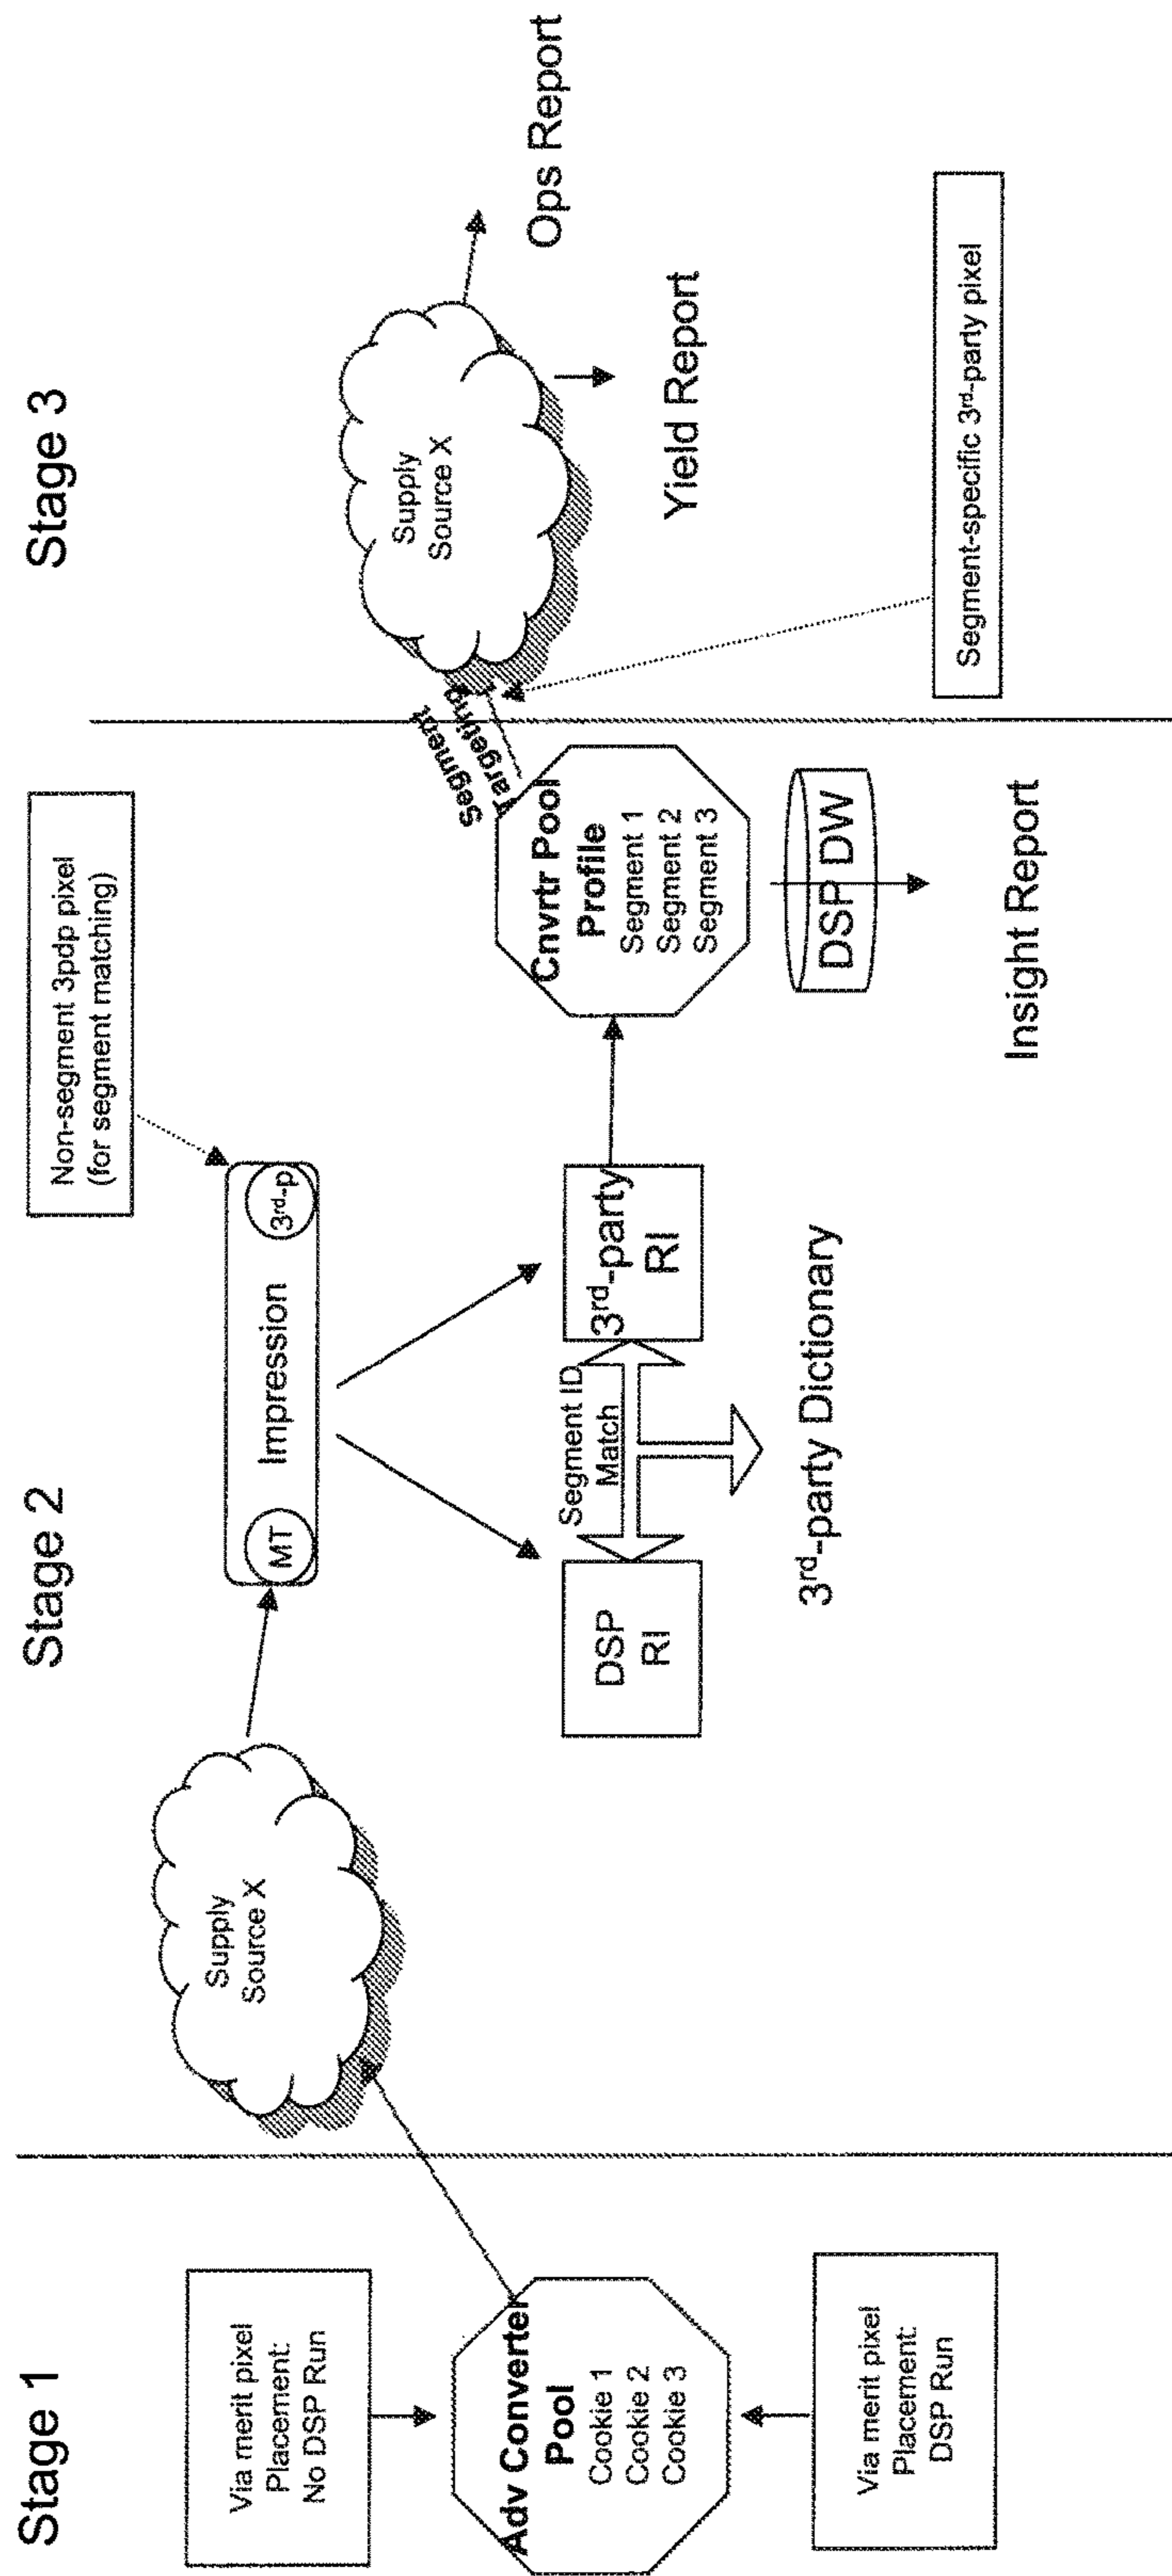 Stage 1
Via merit pixel
Placement:
No DSP Run
Adv Converter
Pool
Cookie 1
Cookie 2
Cookie 3
Via merit pixel
Placement:
DSP Run
Stage 2
Supply
Source X
MT
Impression
3rd-p
Non-segment 3pdp pixel
(for segment matching)
DSP
RI
Segment ID
Match
3rd-party
RI
3rd-party Dictionary
Cnvrtr Pool
Profile
Segment 1
Segment 2
Segment 3
DSP DW
Insight Report
Stage 3
Segment
Targeting
Supply
Source X
Ops Report
Yield Report
Segment-specific 3rd-party pixel